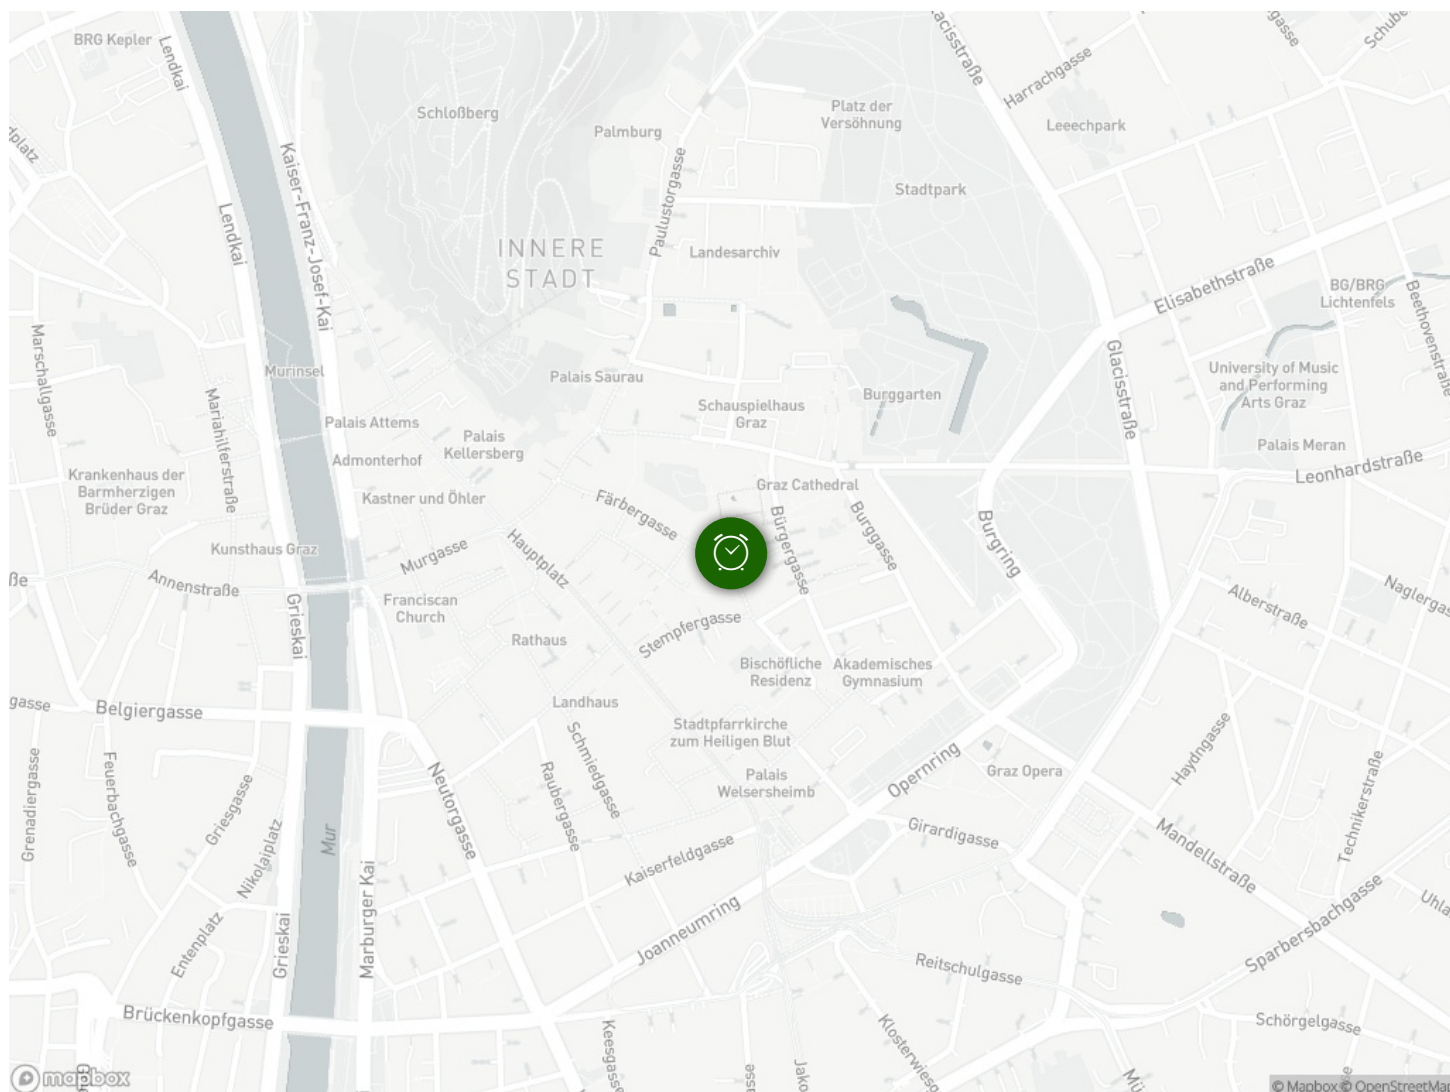 BRG Kepler
Lendkai
Schloßberg
Palmburg
Platz der
Versöhnung
Harrachgasse
Leeechpark
Stadtpark
Kaiser-Franz-Josef-Kai
Lendkai
INNERE
STADT
Paulustorgasse
Landesarchiv
Elisabethstraße
BG/BRG
Lichtenfels
Beethovenstraße
Marschallgasse
Murinsel
Mariahilferstraße
Palais Attems
Palais Saurau
Schauspielhaus
Graz
Burggarten
Glacisstraße
University of Music
and Performing
Arts Graz
Palais Meran
Leonhardstraße
Palais
Kellersberg
Admonterhof
Kastner und Öhler
Krankenhaus der
Barmherzigen
Brüder Graz
Kunsthaus Graz
Annenstraße
Murgasse
Hauptplatz
Färbergasse
Graz Cathedral
Bürgergasse
Burggasse
Burgring
Alberstraße
Grieskai
Franciscan
Church
Rathaus
Stempfergasse
Bischöfliche
Residenz
Akademisches
Gymnasium
Landhaus
Stadtpfarrkirche
zum Heiligen Blut
Belgiergasse
Palais
Welsersheimb
Opernring
Graz Opera
Haydngasse
Technikerstraße
Grenadiergasse
Feuerbachgasse
Griesgasse
Nikolaiplatz
Mur
Neutorgasse
Raubergasse
Schmiedgasse
Kaiserfeldgasse
Girardigasse
Mandellstraße
Entenplatz
Grieskai
Marburger Kai
Joanneumring
Reitschulgasse
Sparbersbachgasse
Brückenkopfgasse
Keesgasse
Schörgelgasse
mapbox
© Mapbox © OpenStreetMap